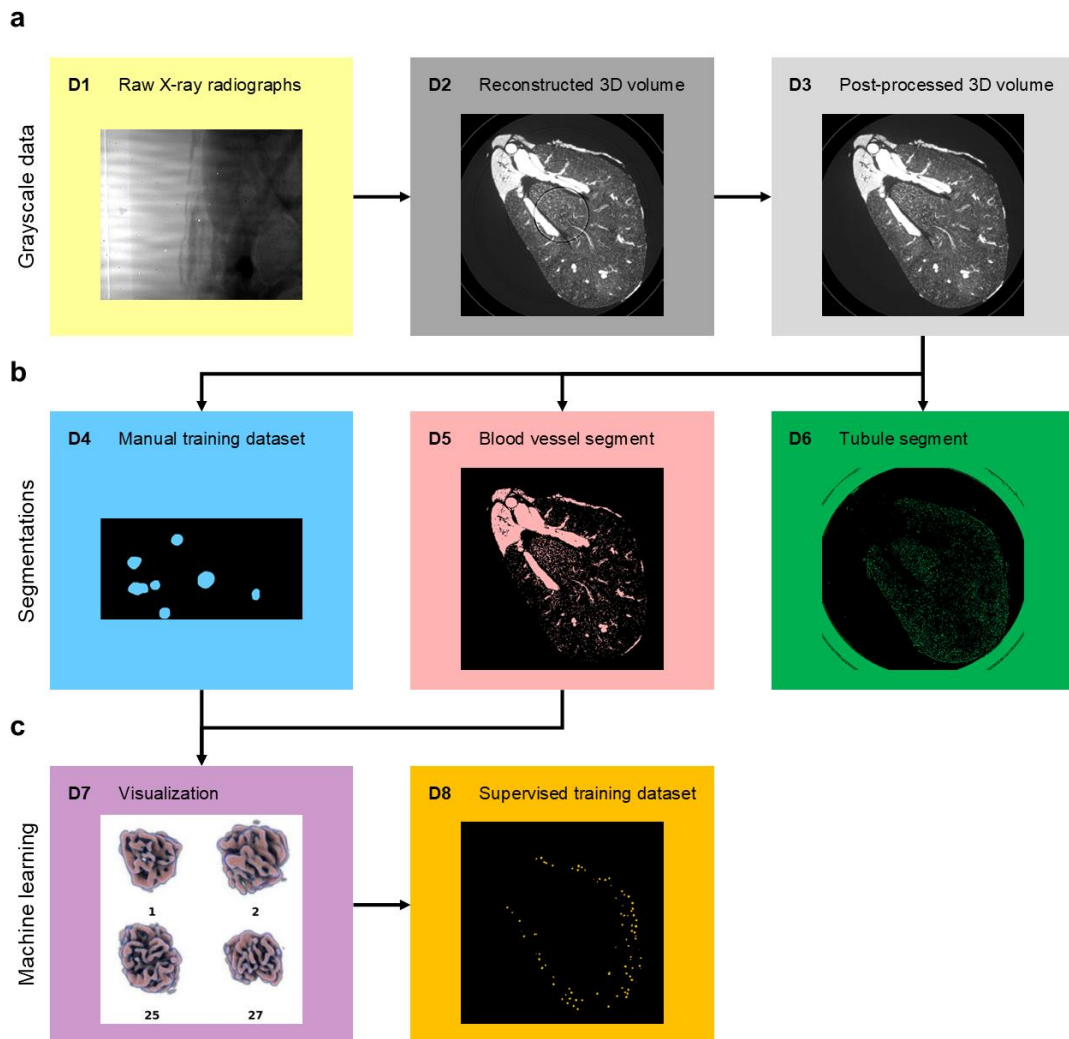 a
Grayscale data
D1 Raw X-ray radiographs
D2 Reconstructed 3D volume
D3 Post-processed 3D volume
b
Segmentations
D4 Manual training dataset
D5 Blood vessel segment
D6 Tubule segment
c
Machine learning
D7 Visualization
1 2
25 27
D8 Supervised training dataset